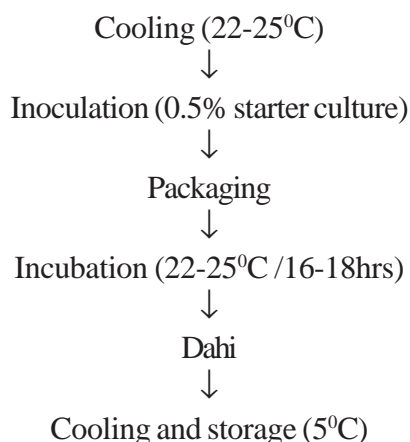 Cooling (22-25⁰C)
↓
Inoculation (0.5% starter culture)
↓
Packaging
↓
Incubation (22-25⁰C /16-18hrs)
↓
Dahi
↓
Cooling and storage (5⁰C)